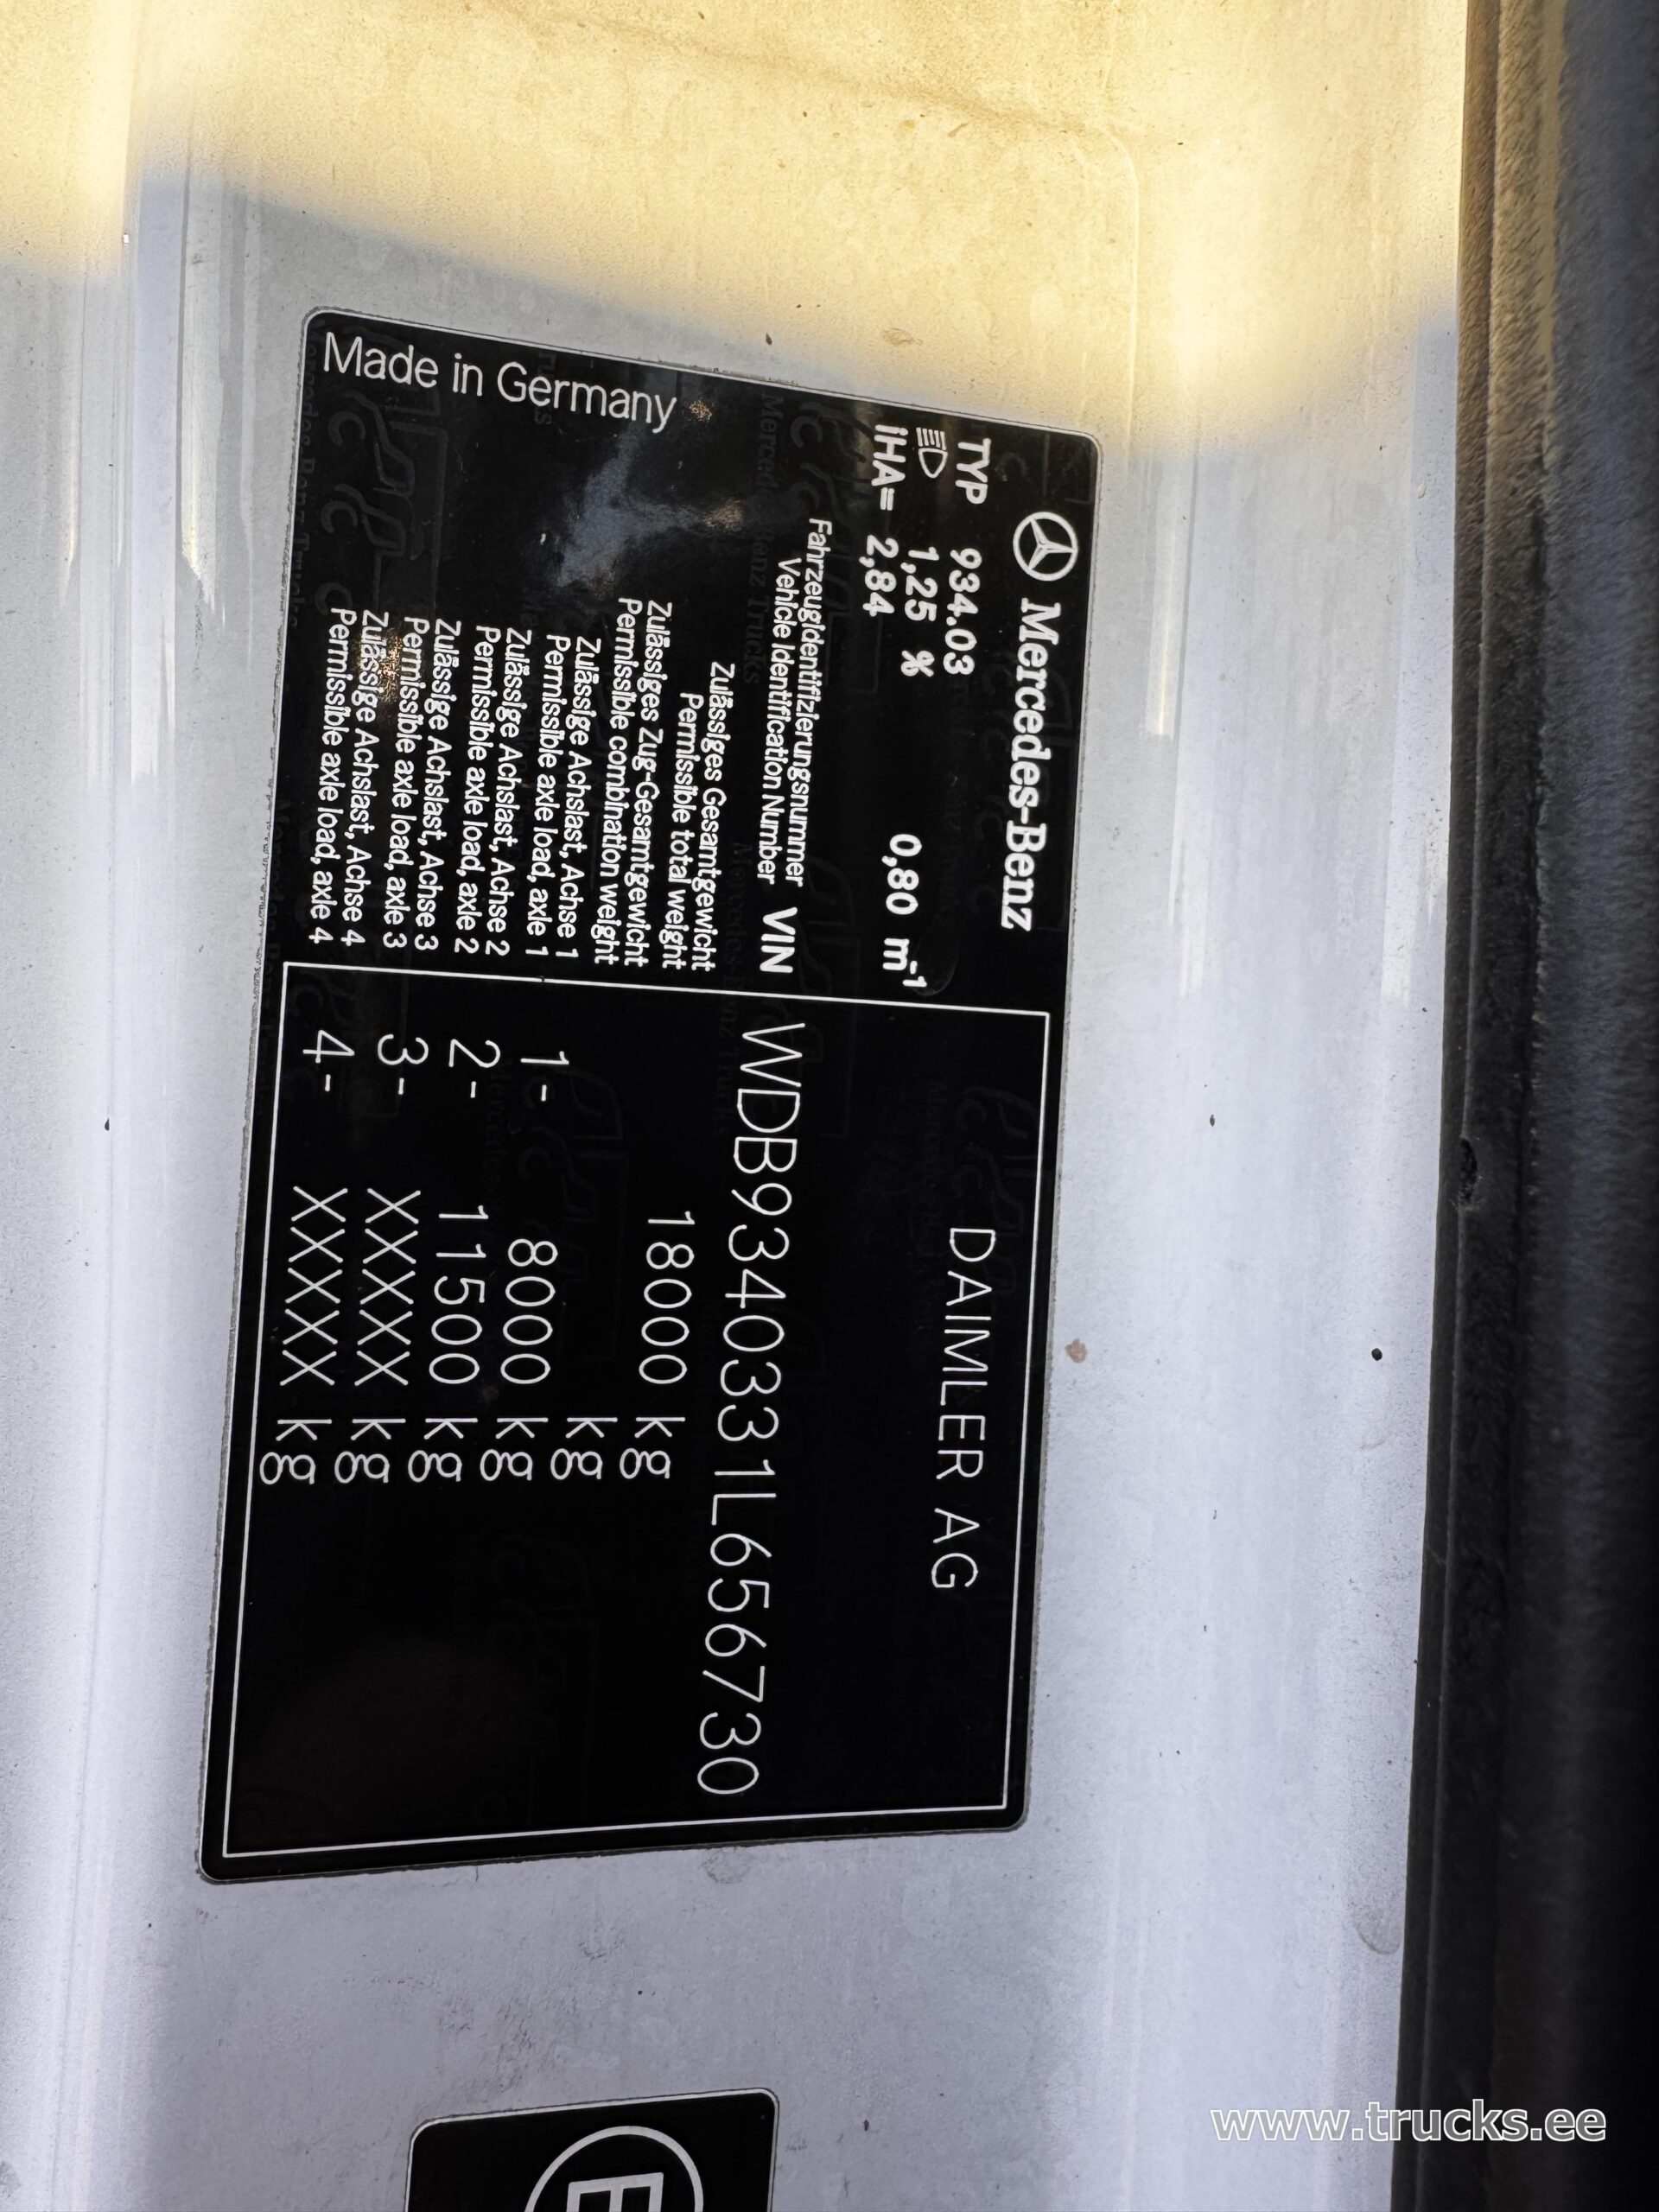 Mercedes-Benz
TYP 934.03
1,25 % 0,80 m⁻¹
iHA= 2,84
DAIMLER AG
Fahrzeugidentifizierungsnummer
Vehicle Identification Number VIN WDB9340331L656730
Zulässiges Gesamtgewicht
Permissible total weight 18000 kg
Zulässiges Zug-Gesamtgewicht
Permissible combination weight kg
Zulässige Achslast, Achse 1
Permissible axle load, axle 1 1- 8000 kg
Zulässige Achslast, Achse 2
Permissible axle load, axle 2 2- 11500 kg
Zulässige Achslast, Achse 3
Permissible axle load, axle 3 3- XXXXX kg
Zulässige Achslast, Achse 4
Permissible axle load, axle 4 4- XXXXX kg
Made in Germany
E
www.trucks.ee